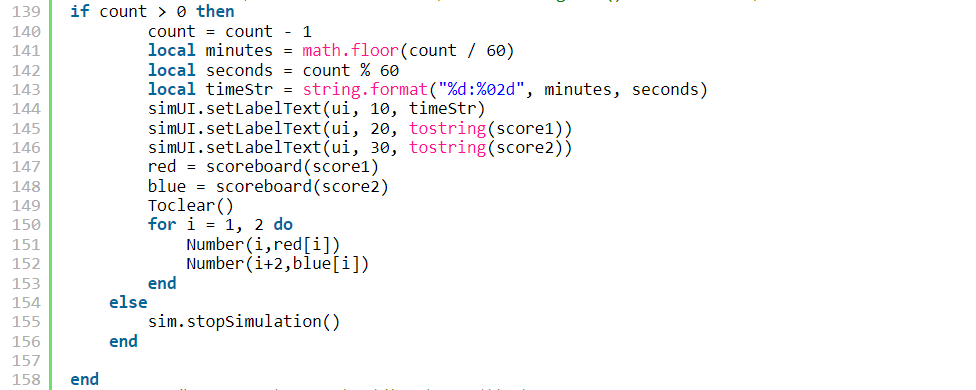 139 if count > 0 then
140 count = count - 1
141 local minutes = math.floor(count / 60)
142 local seconds = count % 60
143 local timeStr = string.format("%d:%02d", minutes, seconds)
144 simUI.setLabelText(ui, 10, timeStr)
145 simUI.setLabelText(ui, 20, tostring(score1))
146 simUI.setLabelText(ui, 30, tostring(score2))
147 red = scoreboard(score1)
148 blue = scoreboard(score2)
149 Toclear()
150 for i = 1, 2 do
151 Number(i,red[i])
152 Number(i+2,blue[i])
153 end
154 else
155 sim.stopSimulation()
156 end
157
158 end